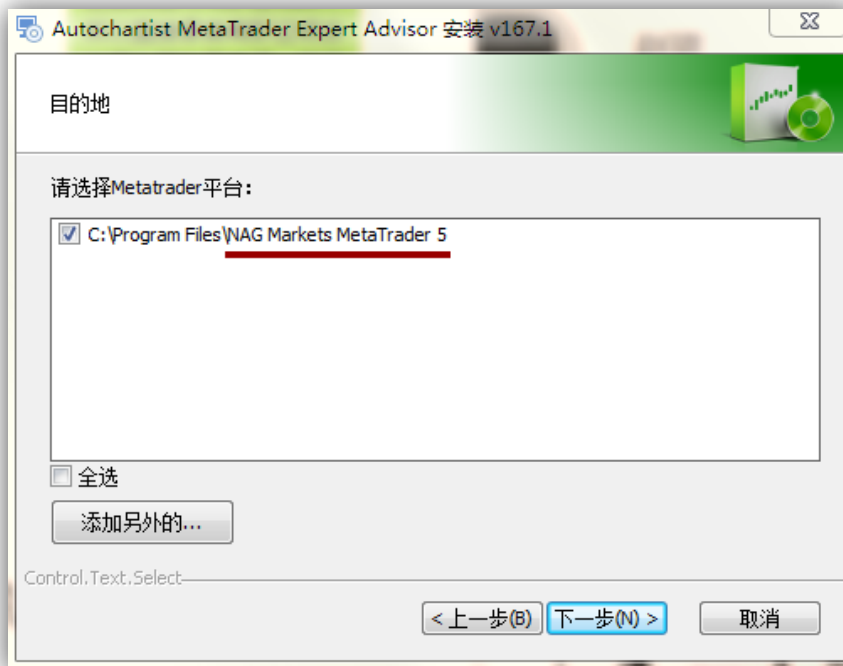 Autochartist MetaTrader Expert Advisor 安装 v167.1
目的地
请选择Metatrader平台：
C:\Program Files\NAG Markets MetaTrader 5
全选
添加另外的...
Control.Text.Select
< 上一步(B) 下一步(N) > 取消